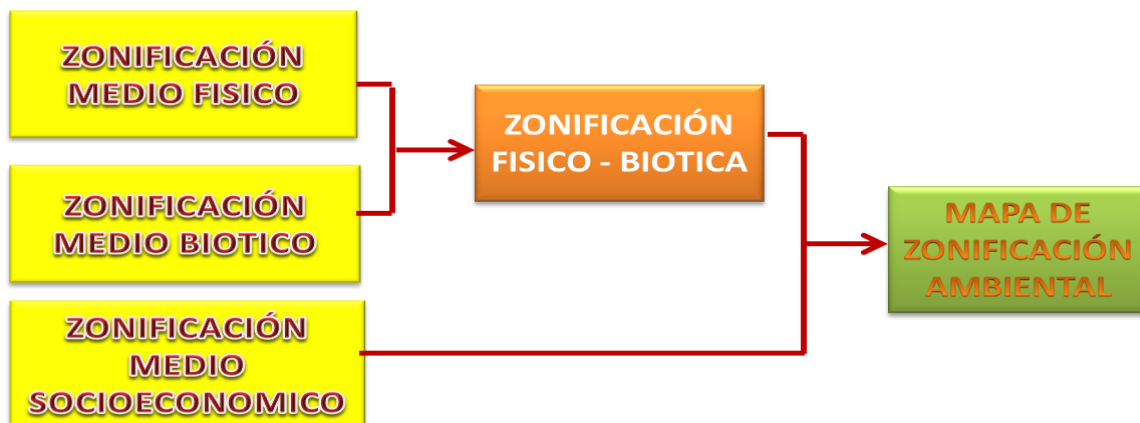 ZONIFICACIÓN
MEDIO FISICO
ZONIFICACIÓN
MEDIO BIOTICO
ZONIFICACIÓN
MEDIO
SOCIOECONOMICO
ZONIFICACIÓN
FISICO - BIOTICA
MAPA DE
ZONIFICACIÓN
AMBIENTAL